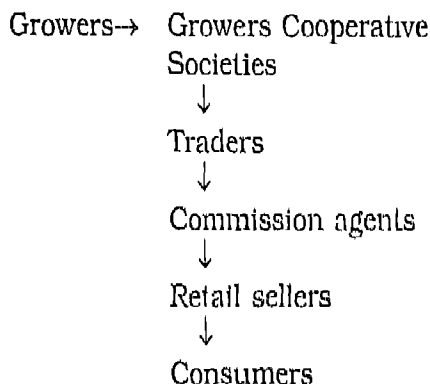 Growers→ Growers Cooperative
Societies
↓
Traders
↓
Commission agents
↓
Retail sellers
↓
Consumers